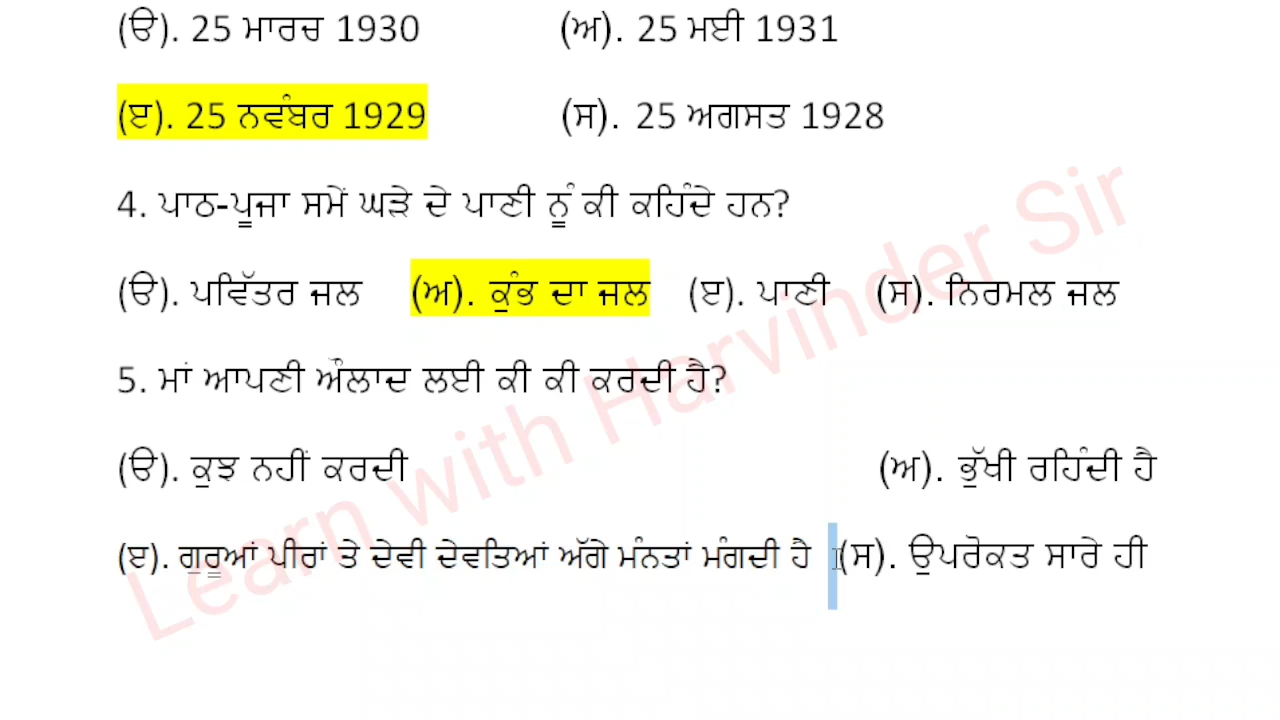 (ੳ). 25 ਮਾਰਚ 1930 (ਅ). 25 ਮਈ 1931
(ੲ). 25 ਨਵੰਬਰ 1929 (ਸ). 25 ਅਗਸਤ 1928
4. ਪਾਠ-ਪੂਜਾ ਸਮੇਂ ਘੜੇ ਦੇ ਪਾਣੀ ਨੂੰ ਕੀ ਕਹਿੰਦੇ ਹਨ?
(ੳ). ਪਵਿੱਤਰ ਜਲ (ਅ). ਕੁੰਭ ਦਾ ਜਲ (ੲ). ਪਾਣੀ (ਸ). ਨਿਰਮਲ ਜਲ
5. ਮਾਂ ਆਪਣੀ ਔਲਾਦ ਲਈ ਕੀ ਕੀ ਕਰਦੀ ਹੈ?
(ੳ). ਕੁਝ ਨਹੀਂ ਕਰਦੀ (ਅ). ਭੁੱਖੀ ਰਹਿੰਦੀ ਹੈ
(ੲ). ਗੁਰੂਆਂ ਪੀਰਾਂ ਤੇ ਦੇਵੀ ਦੇਵਤਿਆਂ ਅੱਗੇ ਮੰਨਤਾਂ ਮੰਗਦੀ ਹੈ (ਸ). ਉਪਰੋਕਤ ਸਾਰੇ ਹੀ
Learn with Harvinder Sir